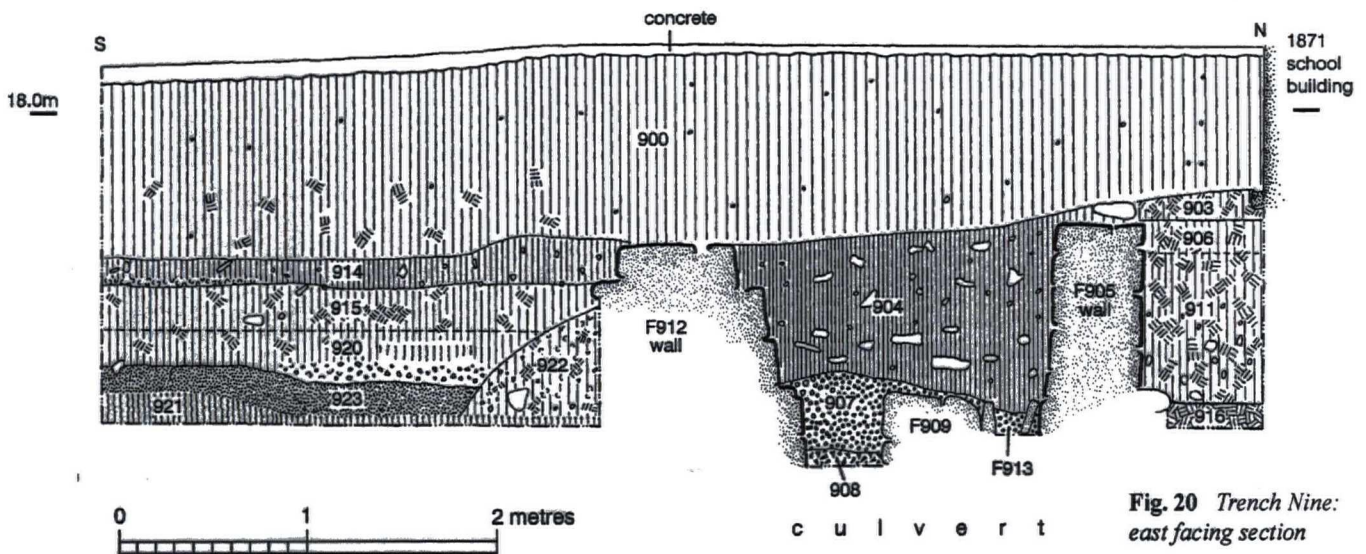 concrete
S
N
1871
school
building
18.0m
900
903
906
914
904
F905
wall
915
911
F912
wall
920
922
907
921
923
F909
916
F913
908
0 1 2 metres
c u l v e r t
Fig. 20 Trench Nine:
east facing section